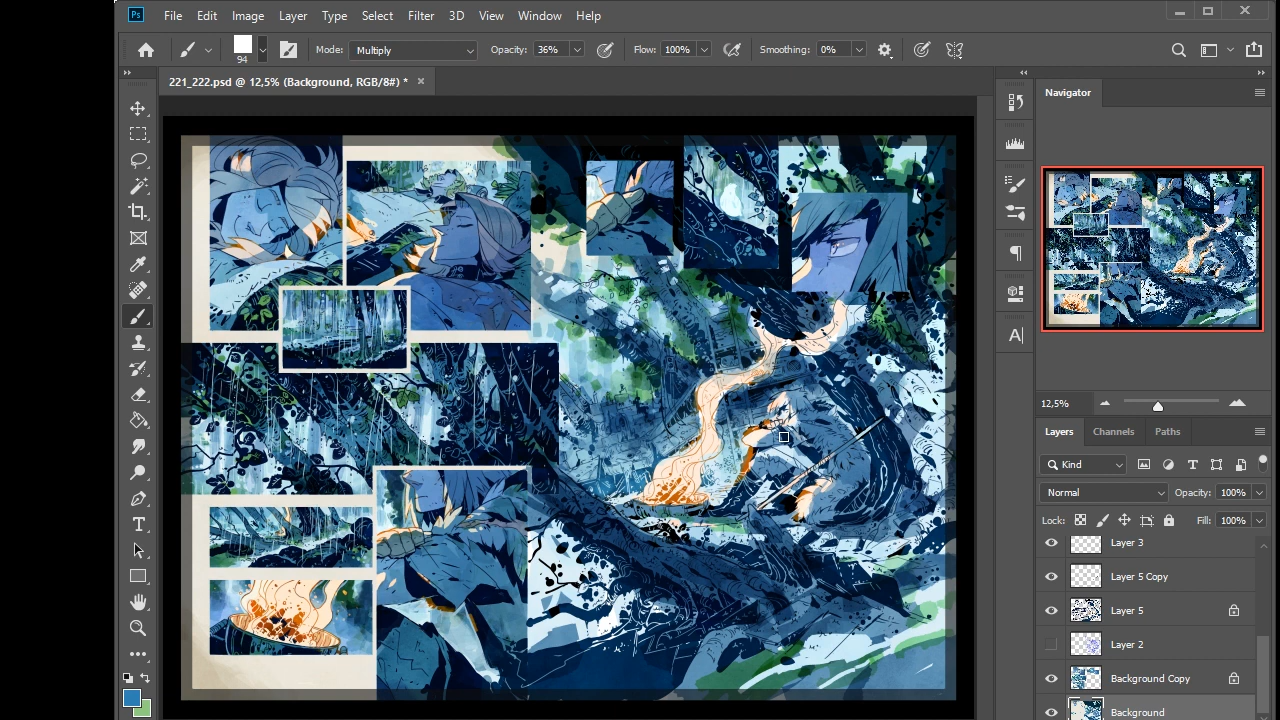 Ps File Edit Image Layer Type Select Filter 3D View Window Help
94 Mode: Multiply Opacity: 36% Flow: 100% Smoothing: 0%
221_222.psd @ 12,5% (Background, RGB/8#) *
Navigator
12,5%
Layers Channels Paths
Kind
Normal Opacity: 100%
Lock: Fill: 100%
Layer 3
Layer 5 Copy
Layer 5
Layer 2
Background Copy
Background